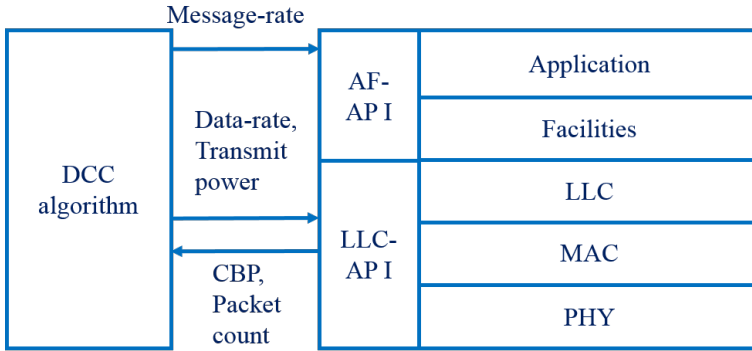 Message-rate
DCC
algorithm
Data-rate,
Transmit
power
CBP,
Packet
count
AF-
AP I
LLC-
AP I
Application
Facilities
LLC
MAC
PHY